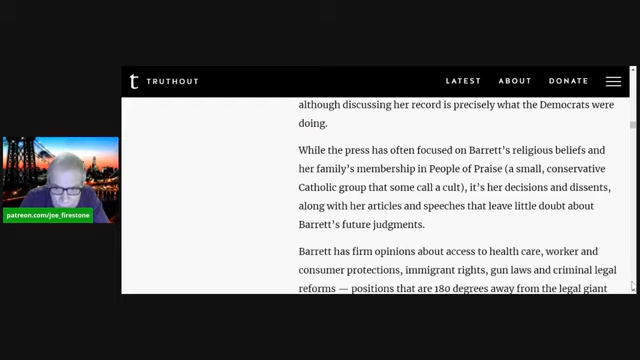 t TRUTHOUT LATEST ABOUT DONATE
although discussing her record is precisely what the Democrats were
doing.
While the press has often focused on Barrett's religious beliefs and
her family's membership in People of Praise (a small, conservative
Catholic group that some call a cult), it's her decisions and dissents,
along with her articles and speeches that leave little doubt about
Barrett's future judgments.
Barrett has firm opinions about access to health care, worker and
consumer protections, immigrant rights, gun laws and criminal legal
reforms — positions that are 180 degrees away from the legal giant
patreon.com/joe_firestone